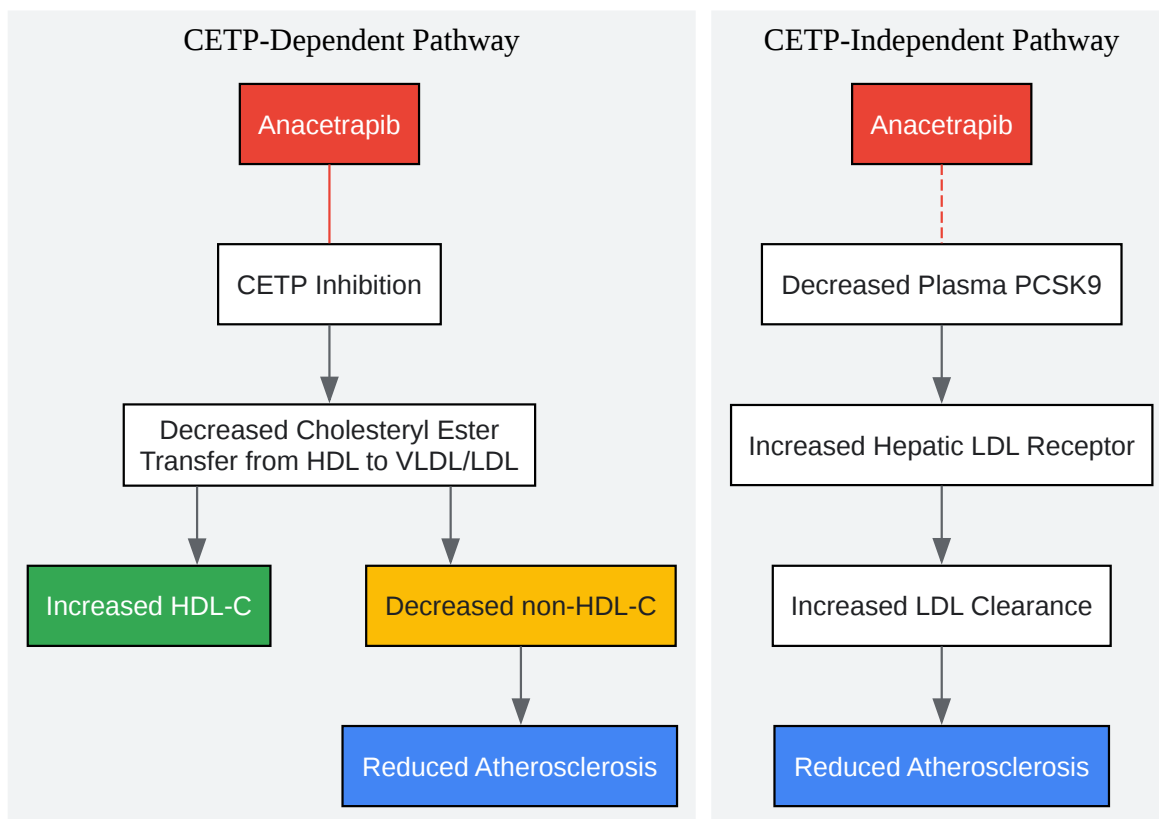 CETP-Dependent Pathway
Anacetrapib
CETP Inhibition
Decreased Cholesteryl Ester
Transfer from HDL to VLDL/LDL
Increased HDL-C
Decreased non-HDL-C
Reduced Atherosclerosis
CETP-Independent Pathway
Anacetrapib
Decreased Plasma PCSK9
Increased Hepatic LDL Receptor
Increased LDL Clearance
Reduced Atherosclerosis